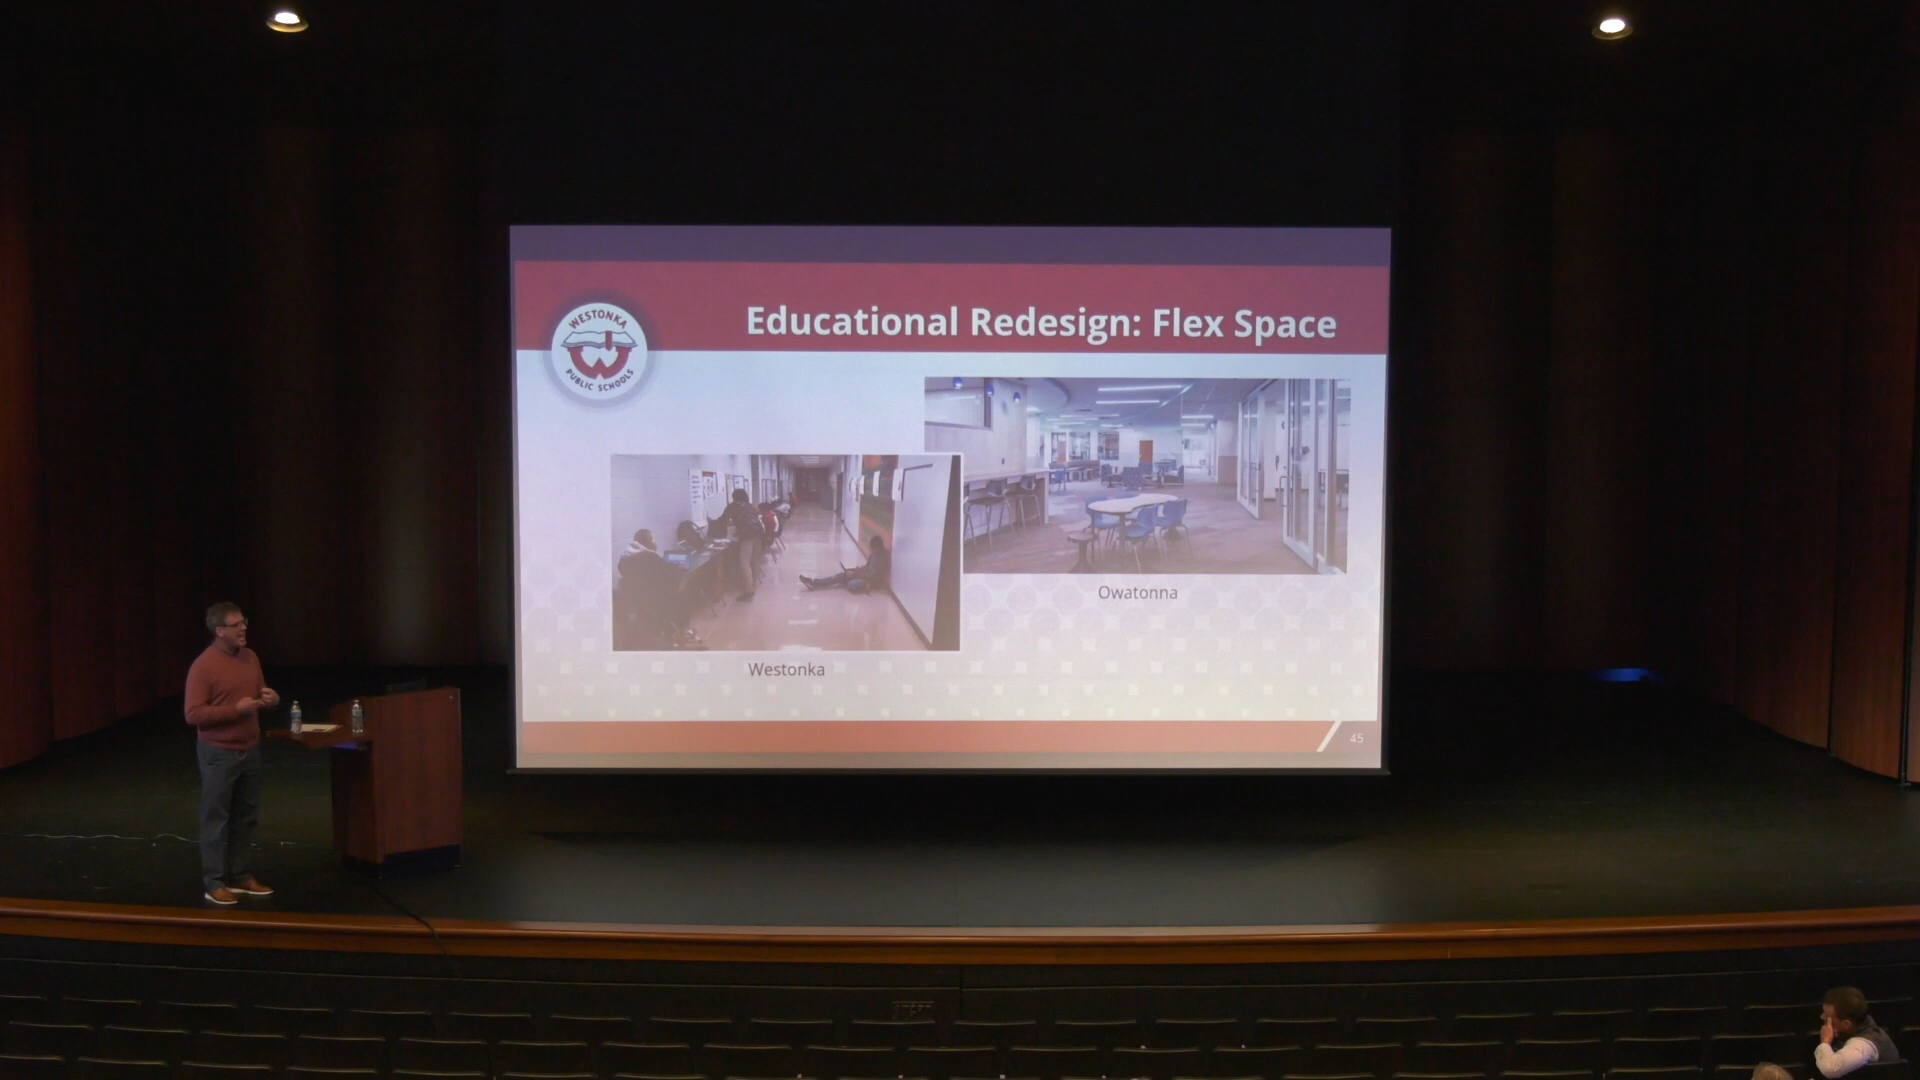 WESTONKA
PUBLIC SCHOOLS
Educational Redesign: Flex Space
Owatonna
Westonka
45